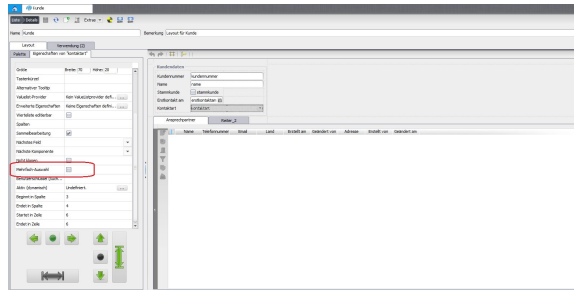 Kunde
Liste Details Extras
Name Kunde
Bemerkung Layout für Kunde
Layout Verwendung (2)
Palette Eigenschaften von "kontaktart"
Größe Breite: 70 Höhe: 20
Tastenkürzel
Alternativer Tooltip
Valuelist Provider Kein Valuelistprovider defi...
Erweiterte Eigenschaften Keine Eigenschaften defini...
Werteliste editierbar
Spalten
Sammelbearbeitung
Nächstes Feld
Nächste Komponente
Nicht kleben
Mehrfach-Auswahl
Aktiv (dynamisch) Undefiniert
Beginnt in Spalte 3
Endet in Spalte 4
Startet in Zeile 6
Endet in Zeile 6
Kundendaten
Kundennummer kundennummer
Name name
Stammkunde stammkunde
Erstkontakt am erstkontakt
Kontaktart kontaktart
Ansprechpartner Reiter_2
Name Telefonnummer Email Land Erstellt am Geändert von Adresse Erstellt von Geändert am